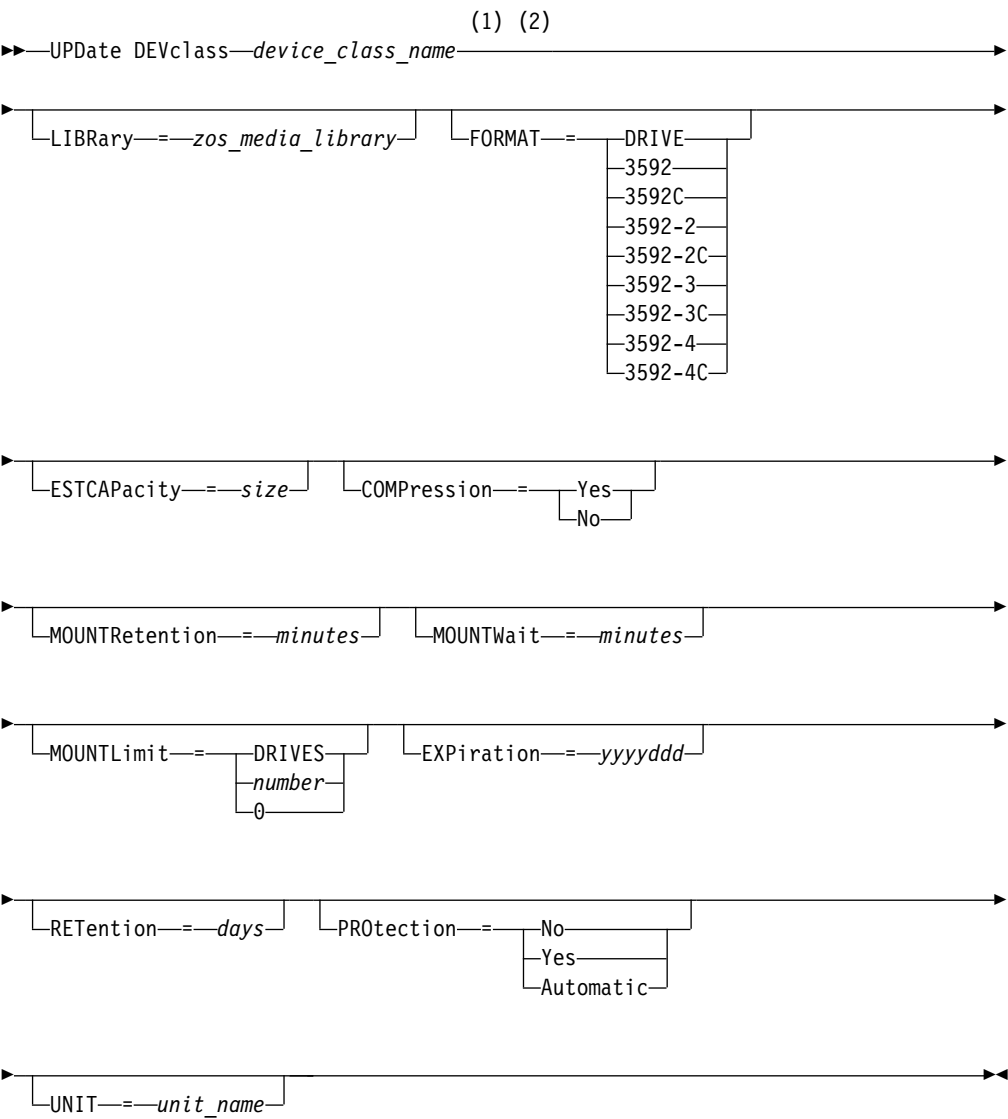 (1) (2)
UPDate DEVclass device_class_name
LIBRary = zos_media_library FORMAT = DRIVE
3592
3592C
3592-2
3592-2C
3592-3
3592-3C
3592-4
3592-4C
ESTCAPacity = size COMPression = Yes
No
MOUNTRetention = minutes MOUNTWait = minutes
MOUNTLimit = DRIVES EXPiration = yyyyddd
number
0
RETention = days PROtection = No
Yes
Automatic
UNIT = unit_name